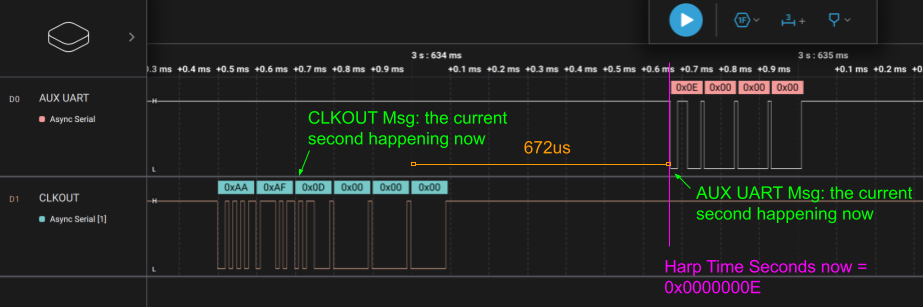 1F
3
3 s : 634 ms
3 s : 635 ms
0.3 ms +0.4 ms +0.5 ms +0.6 ms +0.7 ms +0.8 ms +0.9 ms +0.1 ms +0.2 ms +0.3 ms +0.4 ms +0.5 ms +0.6 ms +0.7 ms +0.8 ms +0.9 ms +0.1 ms +0.2 ms +0
D0 AUX UART
Async Serial
H
L
0x0E 0x00 0x00 0x00
CLKOUT Msg: the current
second happening now
672us
D1 CLKOUT
Async Serial [1]
H
L
0xAA 0xAF 0x0D 0x00 0x00 0x00
AUX UART Msg: the current
second happening now
Harp Time Seconds now =
0x0000000E